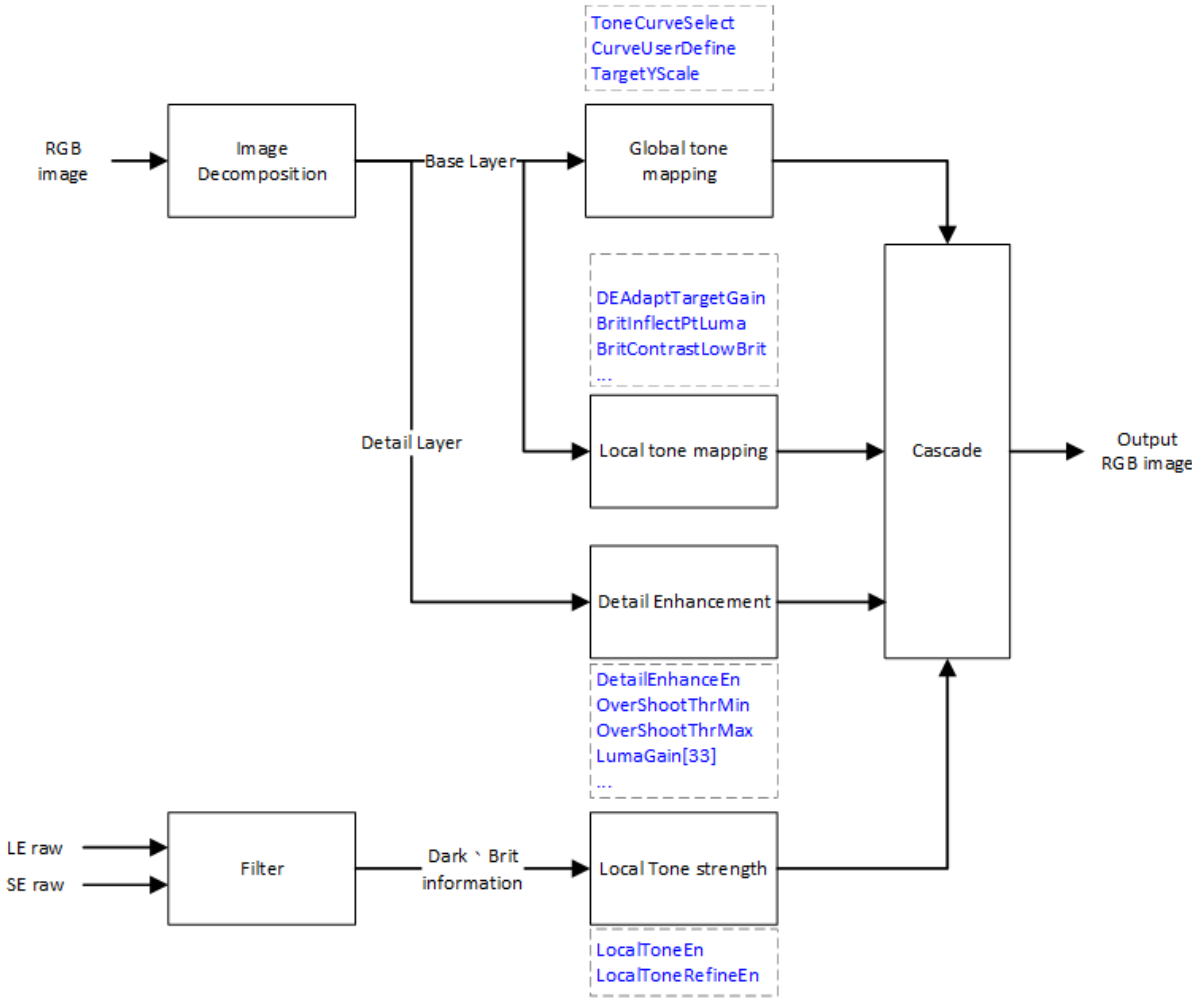 ToneCurveSelect
CurveUserDefine
TargetYScale
RGB
image
Image
Decomposition
Base Layer
Global tone
mapping
DEAdaptTargetGain
BritInflectPtLuma
BritContrastLowBrit
...
Detail Layer
Local tone mapping
Cascade
Output
RGB image
Detail Enhancement
DetailEnhanceEn
OverShootThrMin
OverShootThrMax
LumaGain[33]
...
LE raw
SE raw
Filter
Dark、Brit
information
Local Tone strength
LocalToneEn
LocalToneRefineEn